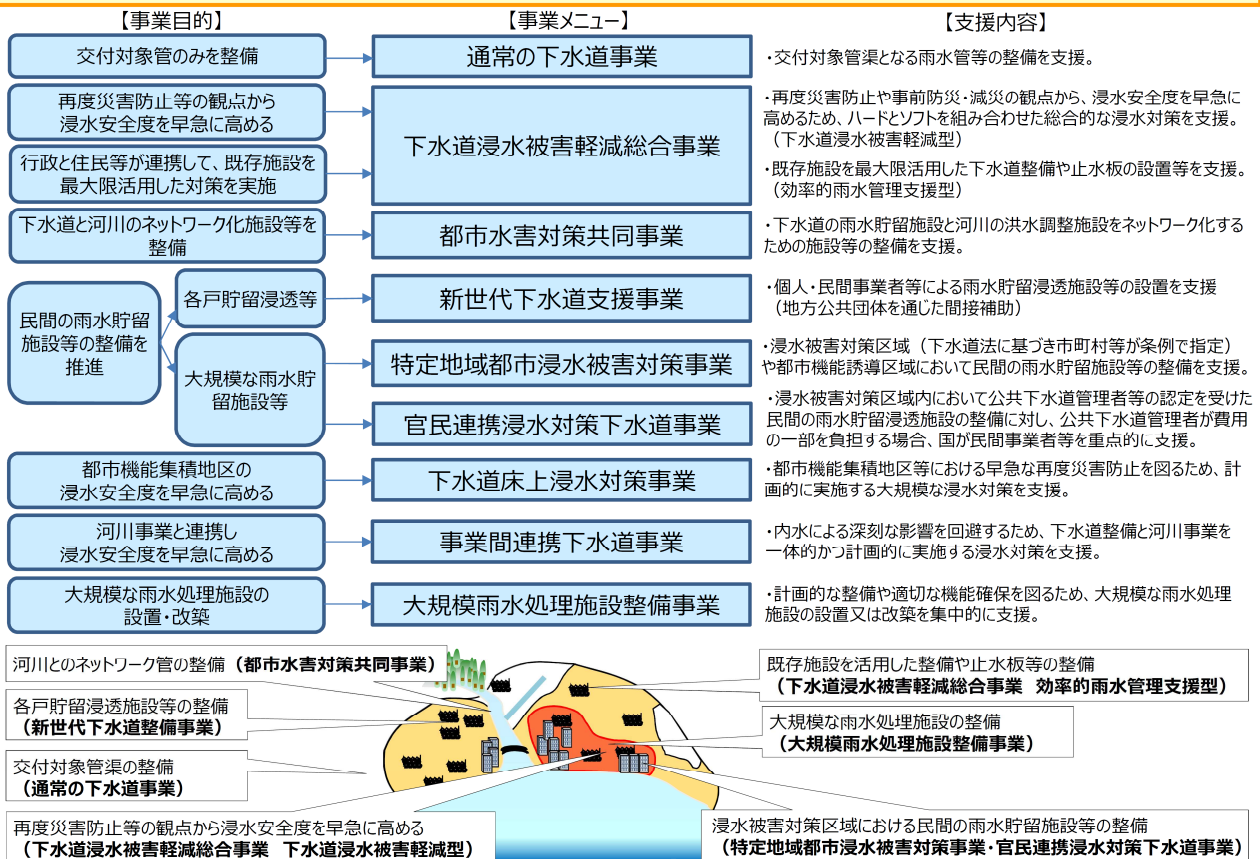 【事業目的】
【事業メニュー】
【支援内容】
交付対象管のみを整備
通常の下水道事業
・交付対象管渠となる雨水管等の整備を支援。
再度災害防止等の観点から
浸水安全度を早急に高める
行政と住民等が連携して、既存施設を
最大限活用した対策を実施
下水道浸水被害軽減総合事業
・再度災害防止や事前防災・減災の観点から、浸水安全度を早急に
高めるため、ハードとソフトを組み合わせた総合的な浸水対策を支援。
（下水道浸水被害軽減型）
・既存施設を最大限活用した下水道整備や止水板の設置等を支援。
（効率的雨水管理支援型）
下水道と河川のネットワーク化施設等を
整備
都市水害対策共同事業
・下水道の雨水貯留施設と河川の洪水調整施設をネットワーク化する
ための施設等の整備を支援。
民間の雨水貯留
施設等の整備を
推進
各戸貯留浸透等
新世代下水道支援事業
・個人・民間事業者等による雨水貯留浸透施設等の設置を支援
（地方公共団体を通じた間接補助）
大規模な雨水貯
留施設等
特定地域都市浸水被害対策事業
・浸水被害対策区域（下水道法に基づき市町村等が条例で指定）
や都市機能誘導区域において民間の雨水貯留施設等の整備を支援。
官民連携浸水対策下水道事業
・浸水被害対策区域内において公共下水道管理者等の認定を受けた
民間の雨水貯留浸透施設の整備に対し、公共下水道管理者が費用
の一部を負担する場合、国が民間事業者等を重点的に支援。
都市機能集積地区の
浸水安全度を早急に高める
下水道床上浸水対策事業
・都市機能集積地区等における早急な再度災害防止を図るため、計
画的に実施する大規模な浸水対策を支援。
河川事業と連携し
浸水安全度を早急に高める
事業間連携下水道事業
・内水による深刻な影響を回避するため、下水道整備と河川事業を
一体的かつ計画的に実施する浸水対策を支援。
大規模な雨水処理施設の
設置・改築
大規模雨水処理施設整備事業
・計画的な整備や適切な機能確保を図るため、大規模な雨水処理
施設の設置又は改築を集中的に支援。
河川とのネットワーク管の整備（都市水害対策共同事業）
各戸貯留浸透施設等の整備
（新世代下水道整備事業）
交付対象管渠の整備
（通常の下水道事業）
再度災害防止等の観点から浸水安全度を早急に高める
（下水道浸水被害軽減総合事業　下水道浸水被害軽減型）
既存施設を活用した整備や止水板等の整備
（下水道浸水被害軽減総合事業　効率的雨水管理支援型）
大規模な雨水処理施設の整備
（大規模雨水処理施設整備事業）
浸水被害対策区域における民間の雨水貯留施設等の整備
（特定地域都市浸水被害対策事業・官民連携浸水対策下水道事業）